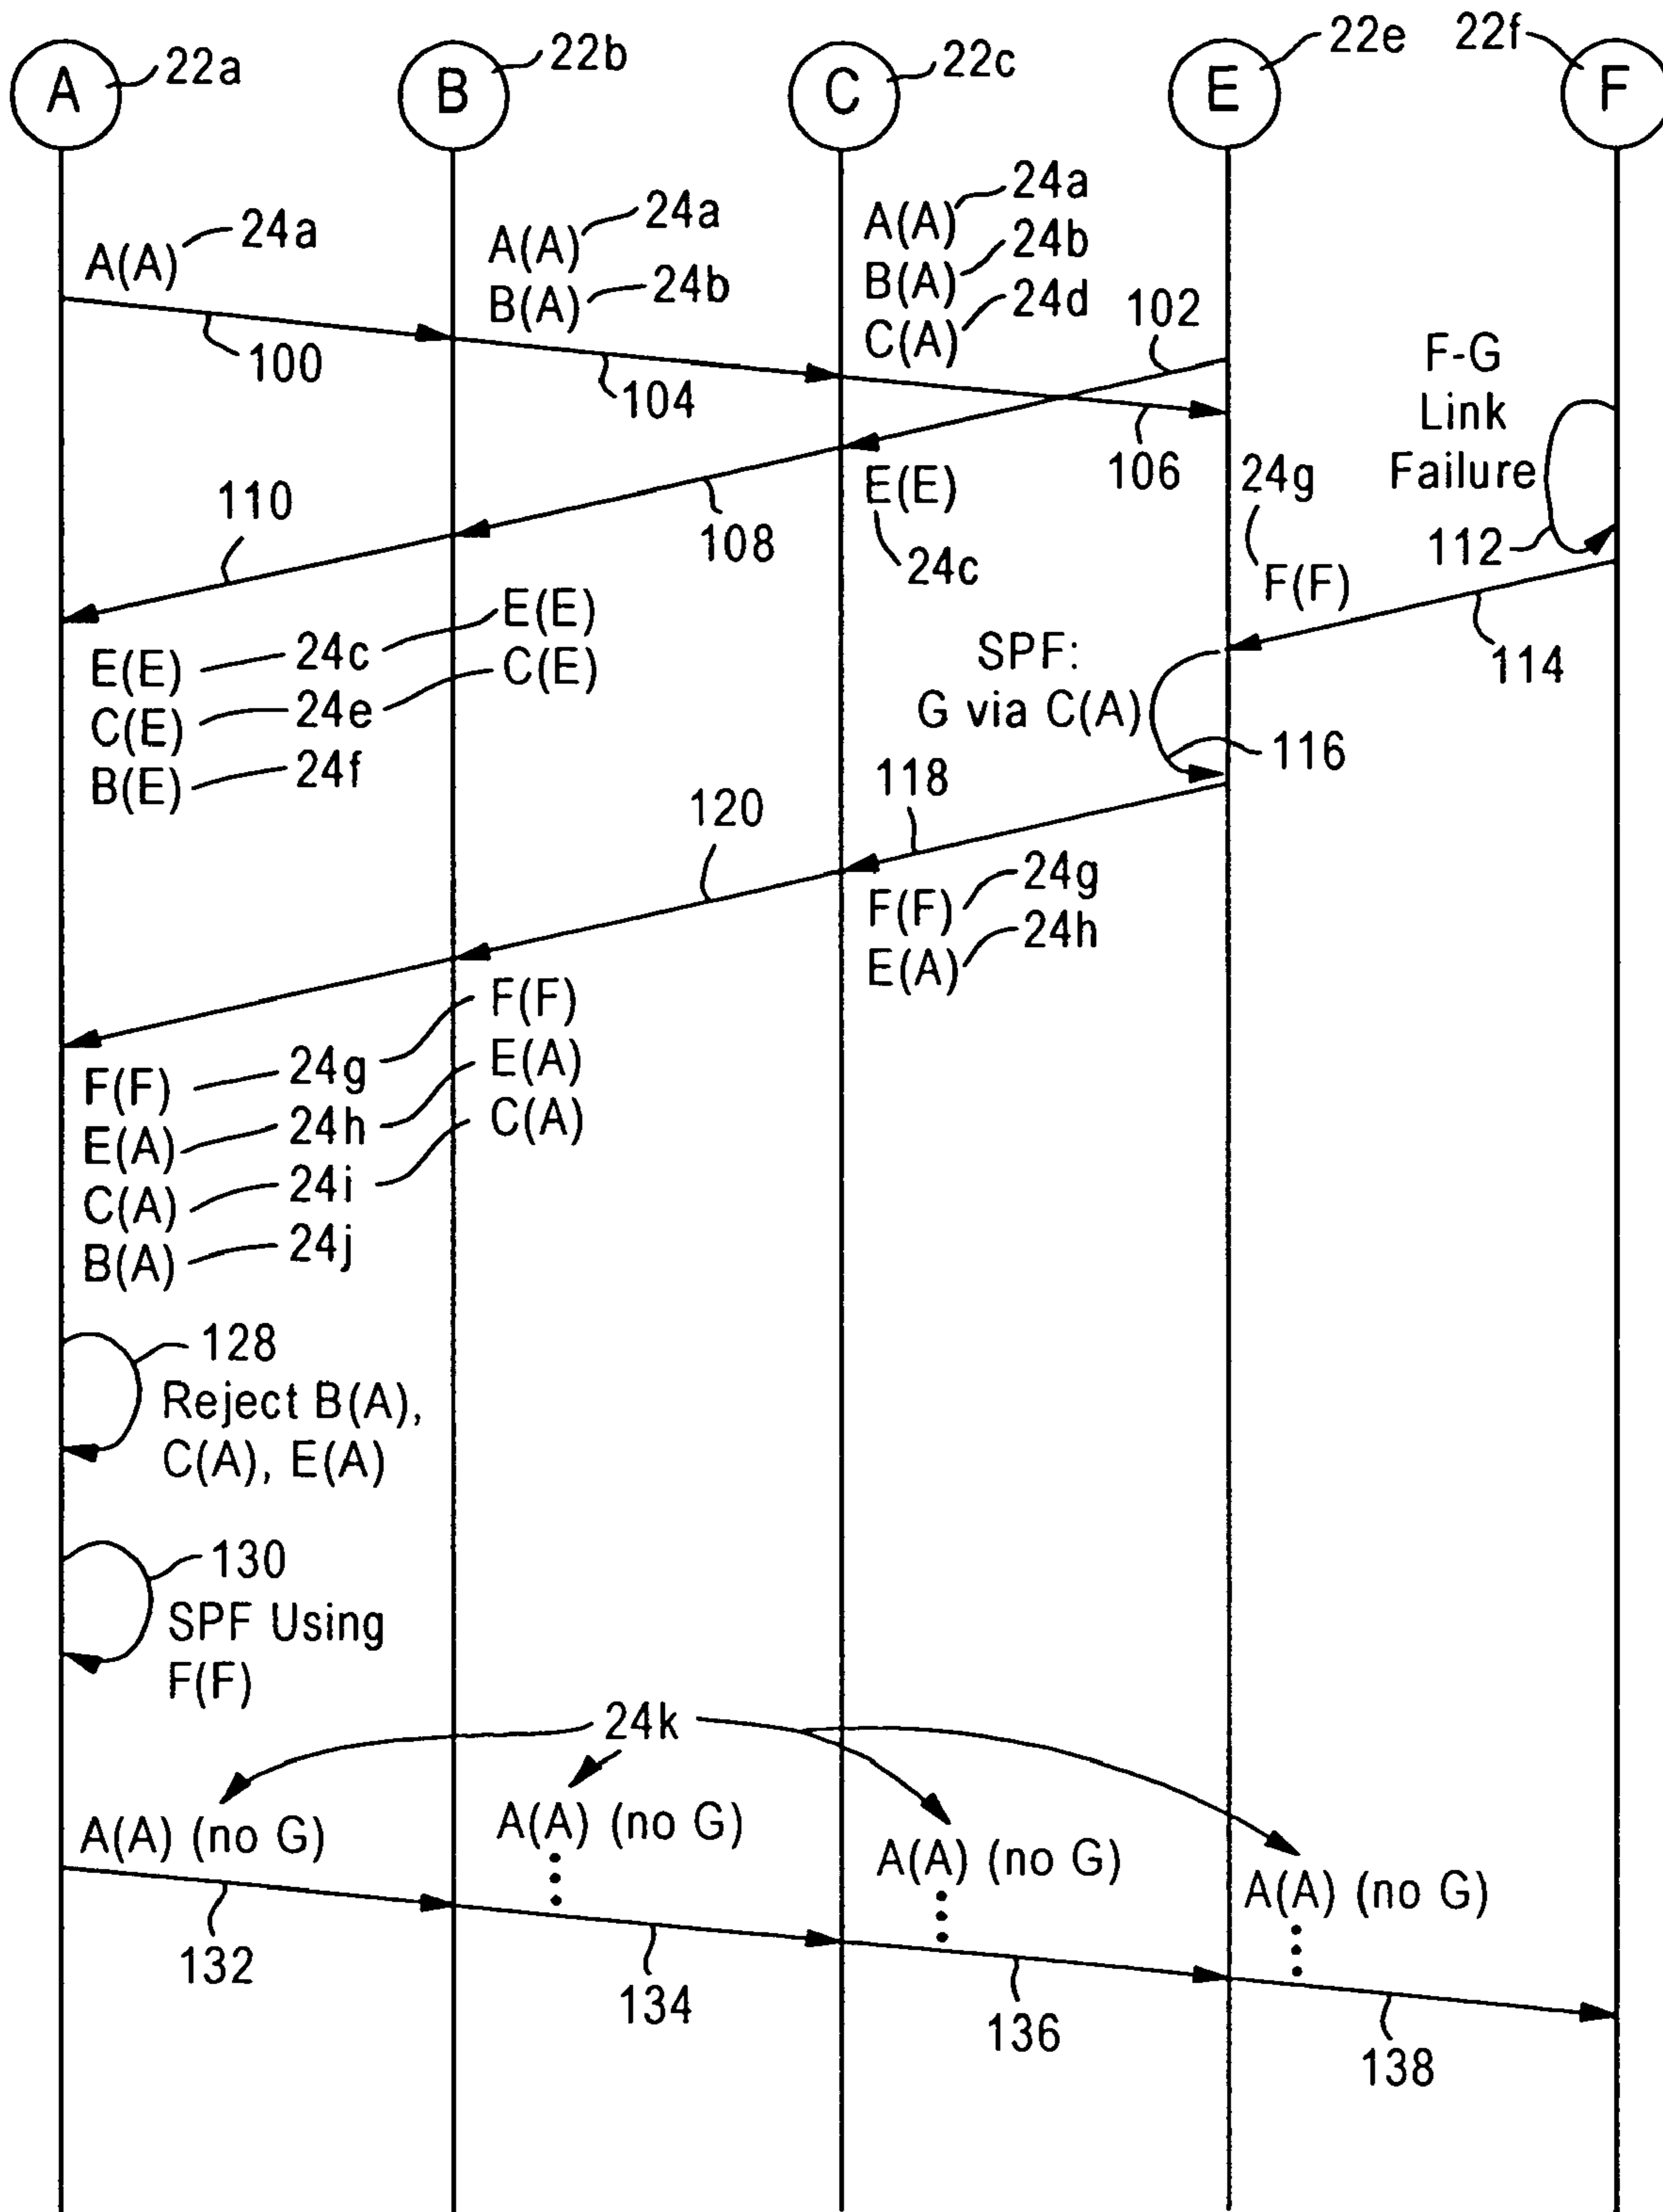 A
22a
B
22b
C
22c
E
22e
22f
F
A(A)
24a
A(A)
24a
B(A)
24b
A(A)
24a
B(A)
24b
C(A)
24d
100
104
102
106
F-G
Link
Failure
112
110
108
E(E)
24c
24g
F(F)
114
E(E)
24c
E(E)
C(E)
24e
C(E)
B(E)
24f
SPF:
G via C(A)
116
118
120
F(F)
24g
E(A)
24h
F(F)
24g
F(F)
E(A)
24h
E(A)
C(A)
24i
C(A)
B(A)
24j
128
Reject B(A),
C(A), E(A)
130
SPF Using
F(F)
24k
A(A) (no G)
A(A) (no G)
A(A) (no G)
A(A) (no G)
132
134
136
138